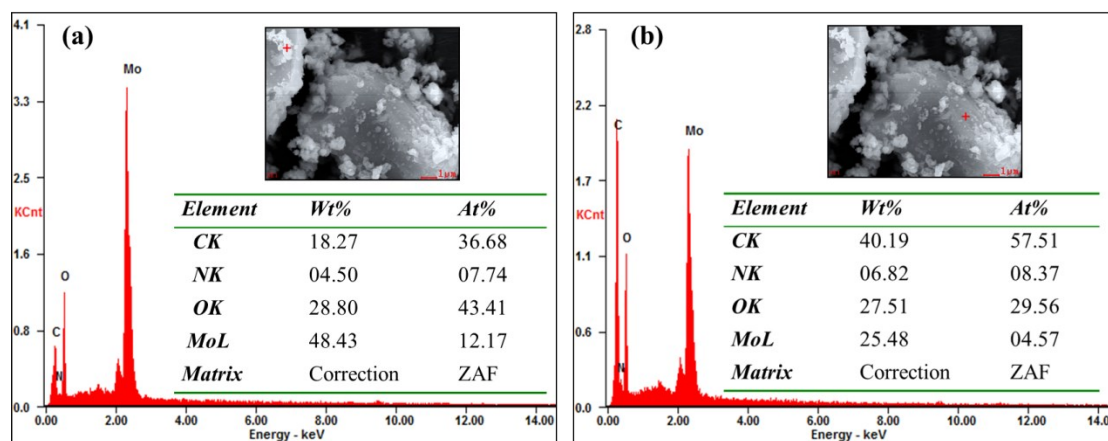 (a)
4.1
3.3
2.5
KCnt
1.6
0.8
0.0
Mo
O
C
N
1µm
Element Wt% At%
CK 18.27 36.68
NK 04.50 07.74
OK 28.80 43.41
MoL 48.43 12.17
Matrix Correction ZAF
0.00 2.00 4.00 6.00 8.00 10.00 12.00 14.0
Energy - keV
(b)
2.8
2.2
1.7
KCnt
1.1
0.6
0.0
C
Mo
O
N
1µm
Element Wt% At%
CK 40.19 57.51
NK 06.82 08.37
OK 27.51 29.56
MoL 25.48 04.57
Matrix Correction ZAF
0.00 2.00 4.00 6.00 8.00 10.00 12.00 14.00
Energy - keV